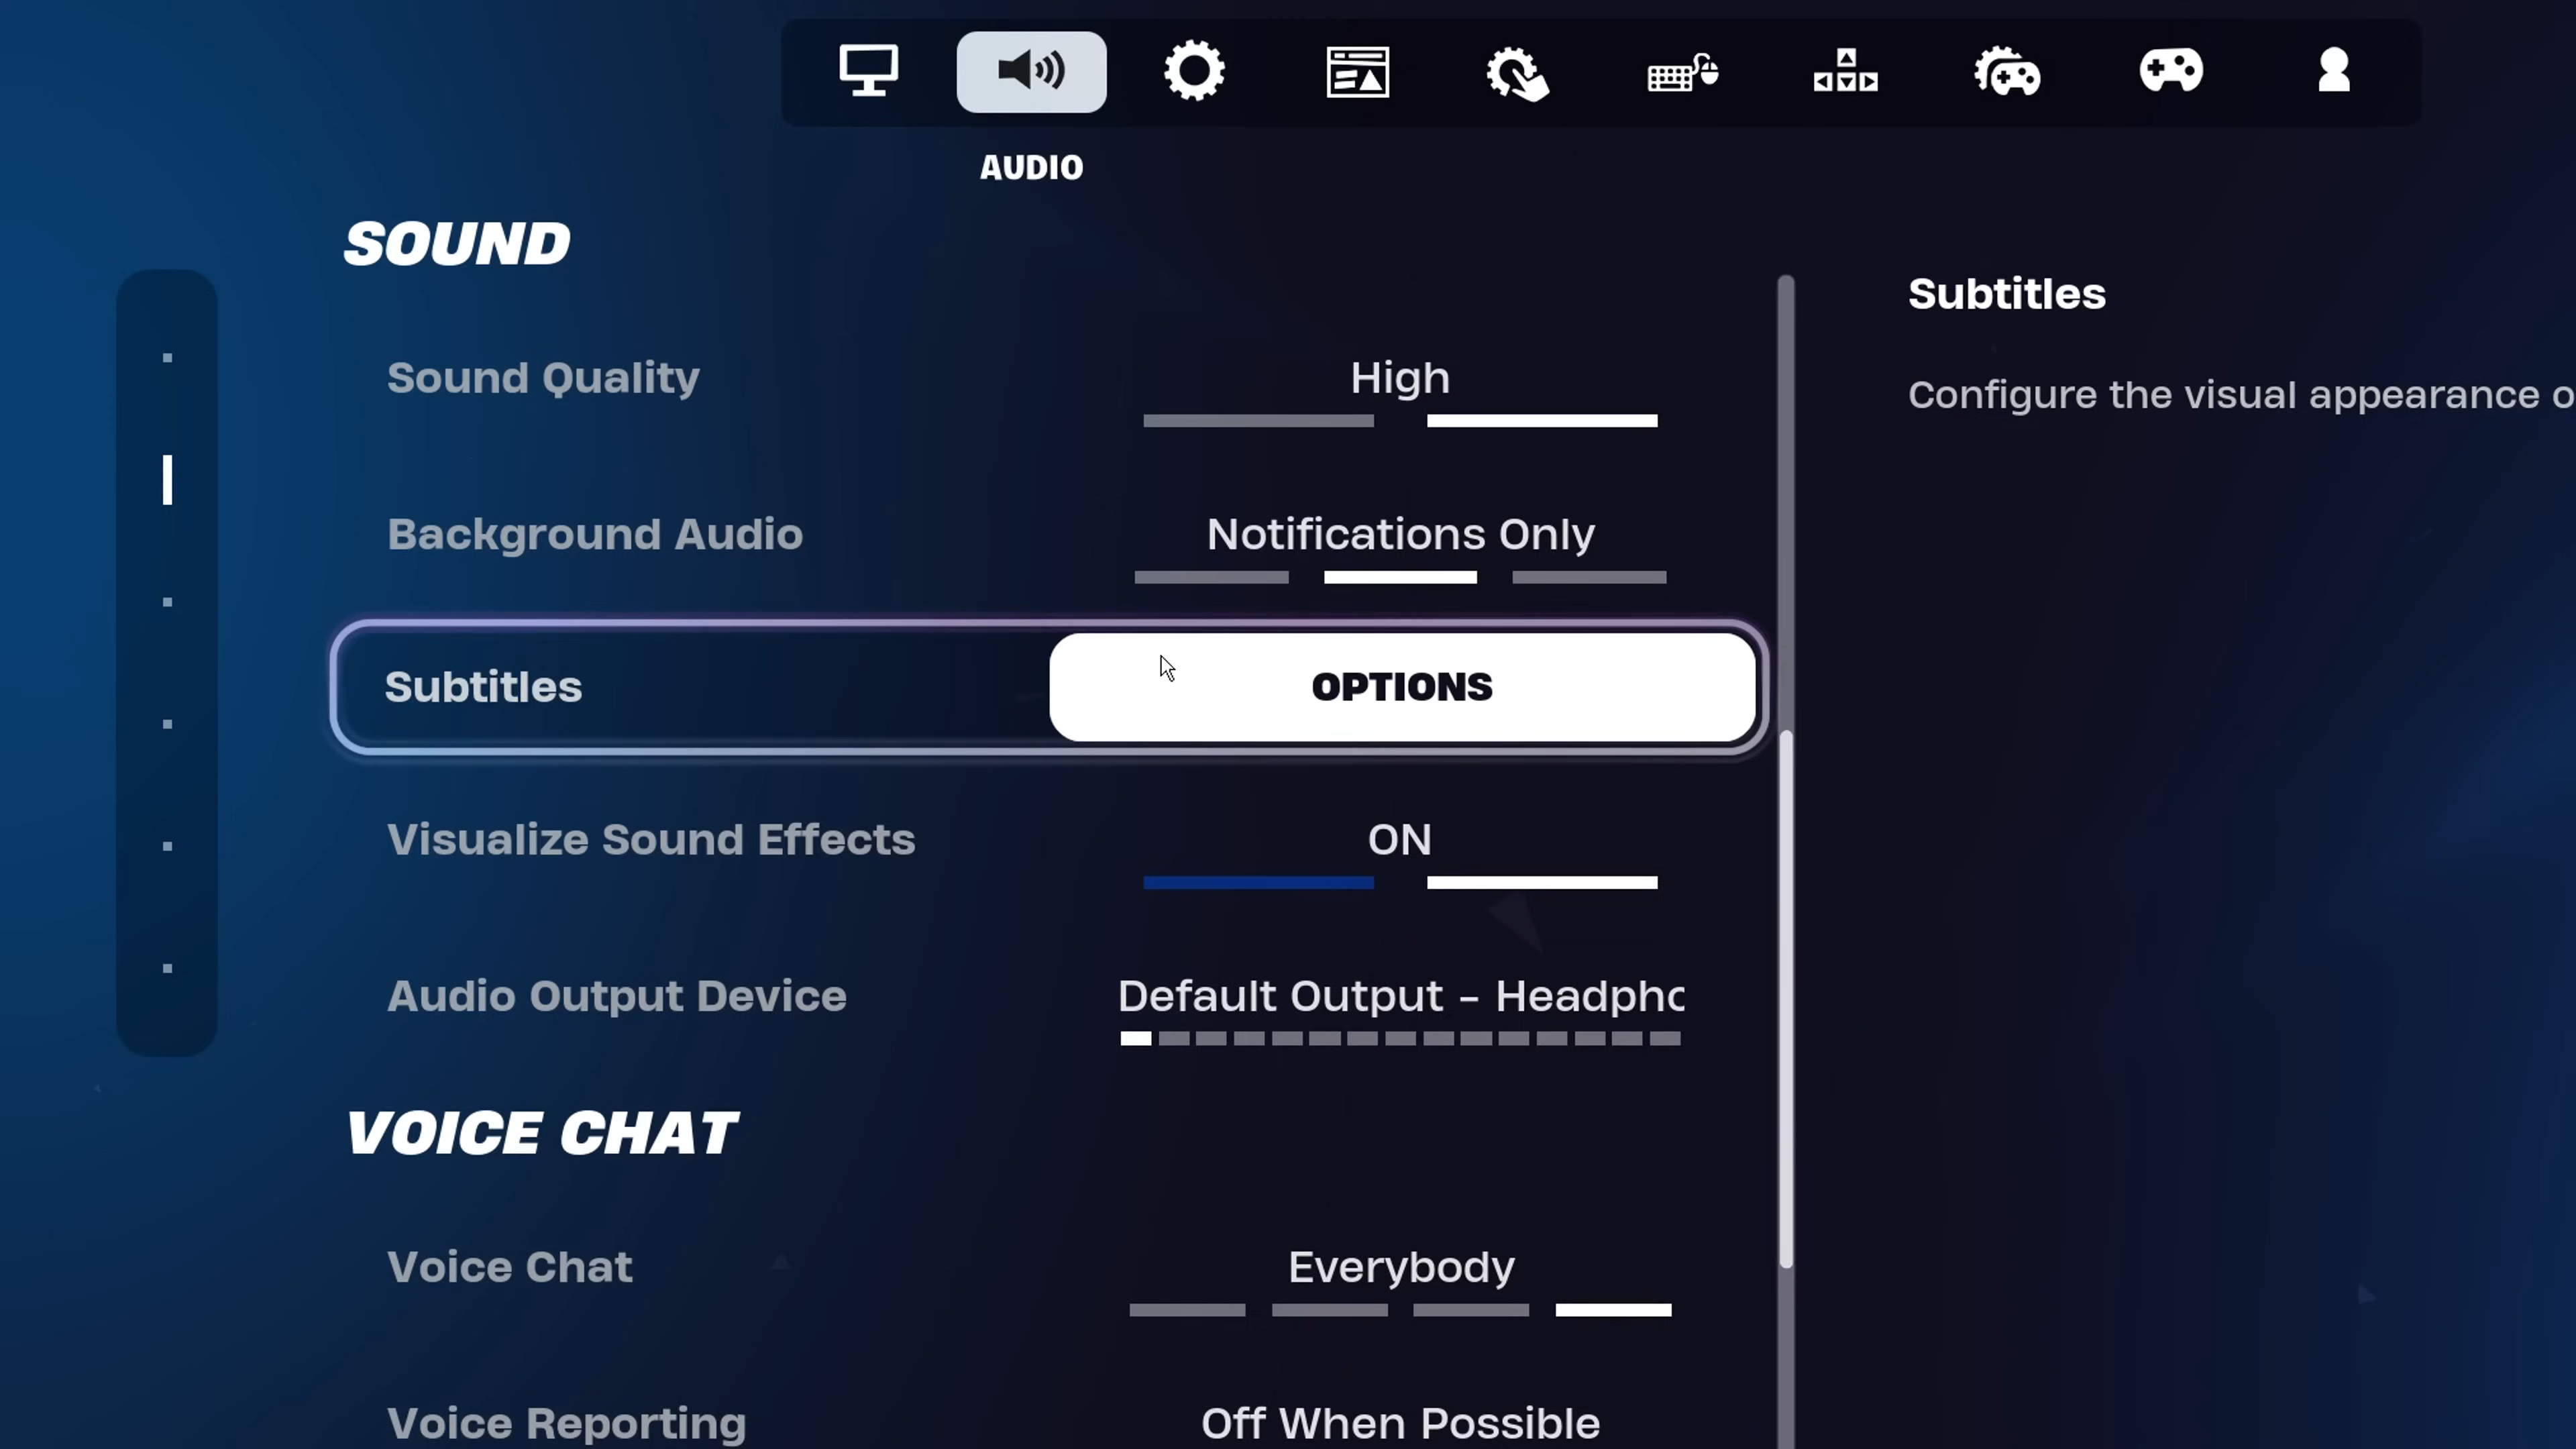 AUDIO
SOUND
Subtitles
Sound Quality High
Configure the visual appearance o
Background Audio Notifications Only
Subtitles OPTIONS
Visualize Sound Effects ON
Audio Output Device Default Output - Headpho
VOICE CHAT
Voice Chat Everybody
Voice Reporting Off When Possible